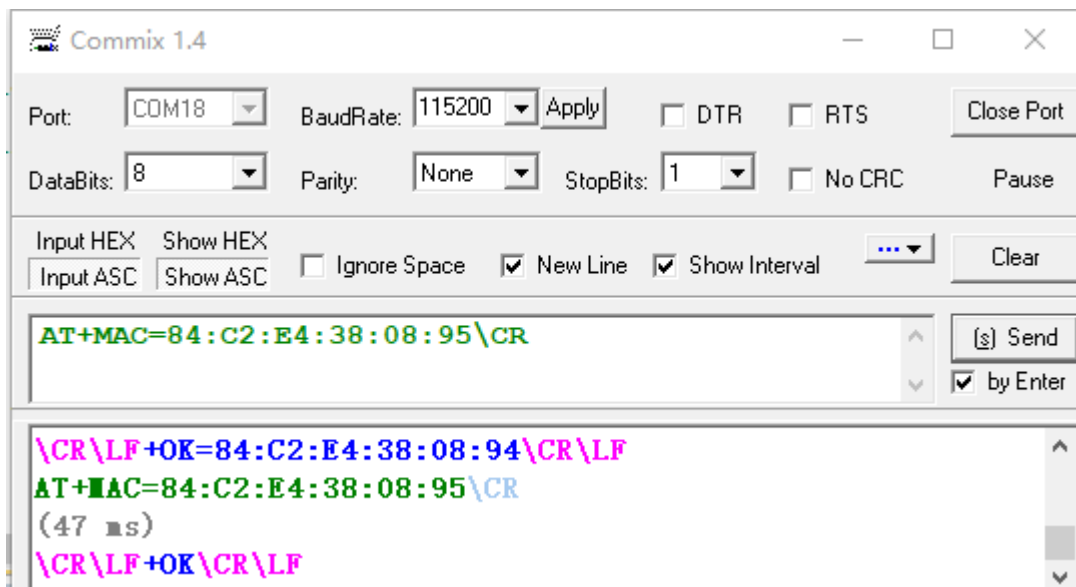 Commix 1.4
Port: COM18 BaudRate: 115200 Apply DTR RTS Close Port
DataBits: 8 Parity: None StopBits: 1 No CRC Pause
Input HEX Show HEX
Input ASC Show ASC Ignore Space New Line Show Interval ... Clear
AT+MAC=84:C2:E4:38:08:95\CR
(s) Send
by Enter
\CR\LF+OK=84:C2:E4:38:08:94\CR\LF
AT+MAC=84:C2:E4:38:08:95\CR
(47 ms)
\CR\LF+OK\CR\LF